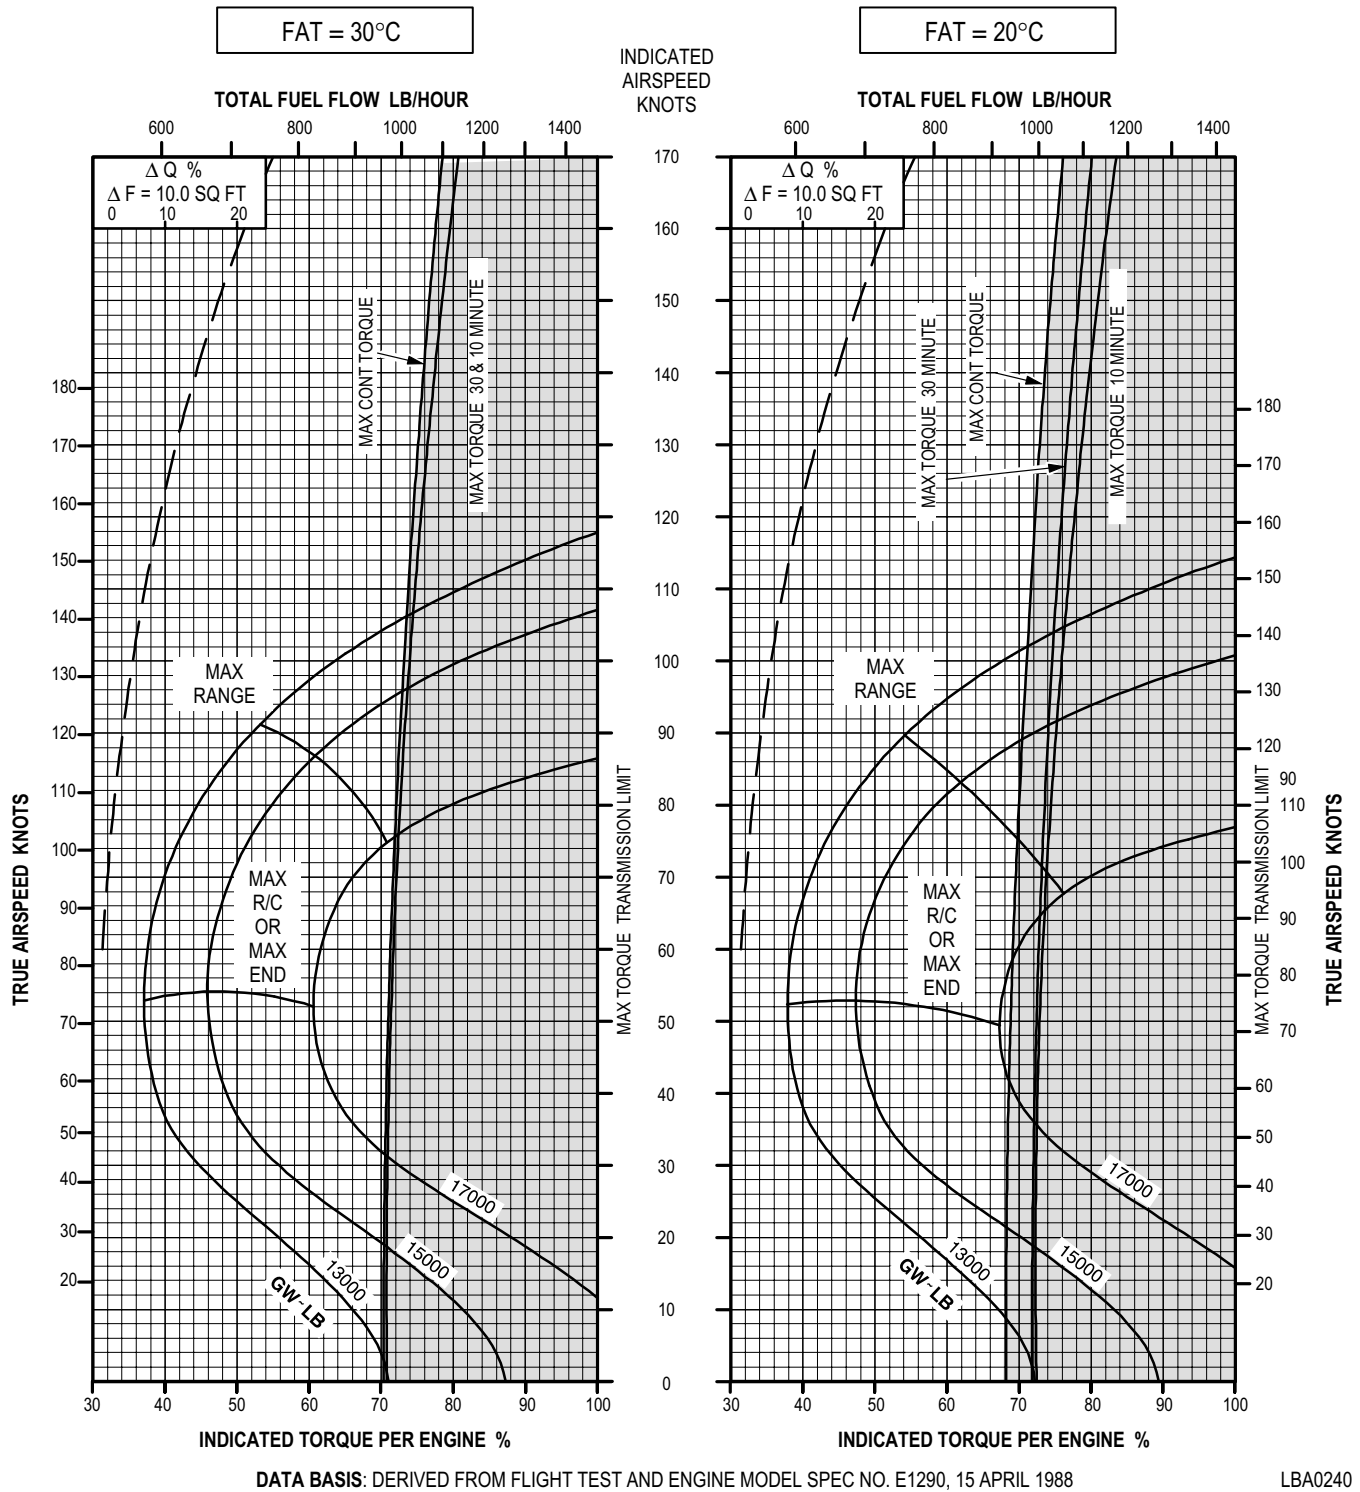 FAT = 30°C
FAT = 20°C
INDICATED
AIRSPEED
KNOTS
TOTAL FUEL FLOW LB/HOUR
TOTAL FUEL FLOW LB/HOUR
600 800 1000 1200 1400
600 800 1000 1200 1400
Δ Q %
Δ F = 10.0 SQ FT
0 10 20
Δ Q %
Δ F = 10.0 SQ FT
0 10 20
170
160
150
140
130
120
110
100
90
80
70
60
50
40
30
20
10
0
MAX CONT TORQUE
MAX TORQUE 30 & 10 MINUTE
MAX TORQUE 30 MINUTE
MAX CONT TORQUE
MAX TORQUE 10 MINUTE
180
170
160
150
140
130
120
110
100
90
80
70
60
50
40
30
20
TRUE AIRSPEED KNOTS
MAX
RANGE
MAX
R/C
OR
MAX
END
17000
15000
13000
GW~LB
MAX TORQUE TRANSMISSION LIMIT
MAX
RANGE
MAX
R/C
OR
MAX
END
17000
15000
13000
GW~LB
MAX TORQUE TRANSMISSION LIMIT
180
170
160
150
140
130
120
90
110
100
90
80
70
60
50
40
30
20
TRUE AIRSPEED KNOTS
30 40 50 60 70 80 90 100
30 40 50 60 70 80 90 100
INDICATED TORQUE PER ENGINE %
INDICATED TORQUE PER ENGINE %
DATA BASIS: DERIVED FROM FLIGHT TEST AND ENGINE MODEL SPEC NO. E1290, 15 APRIL 1988
LBA0240